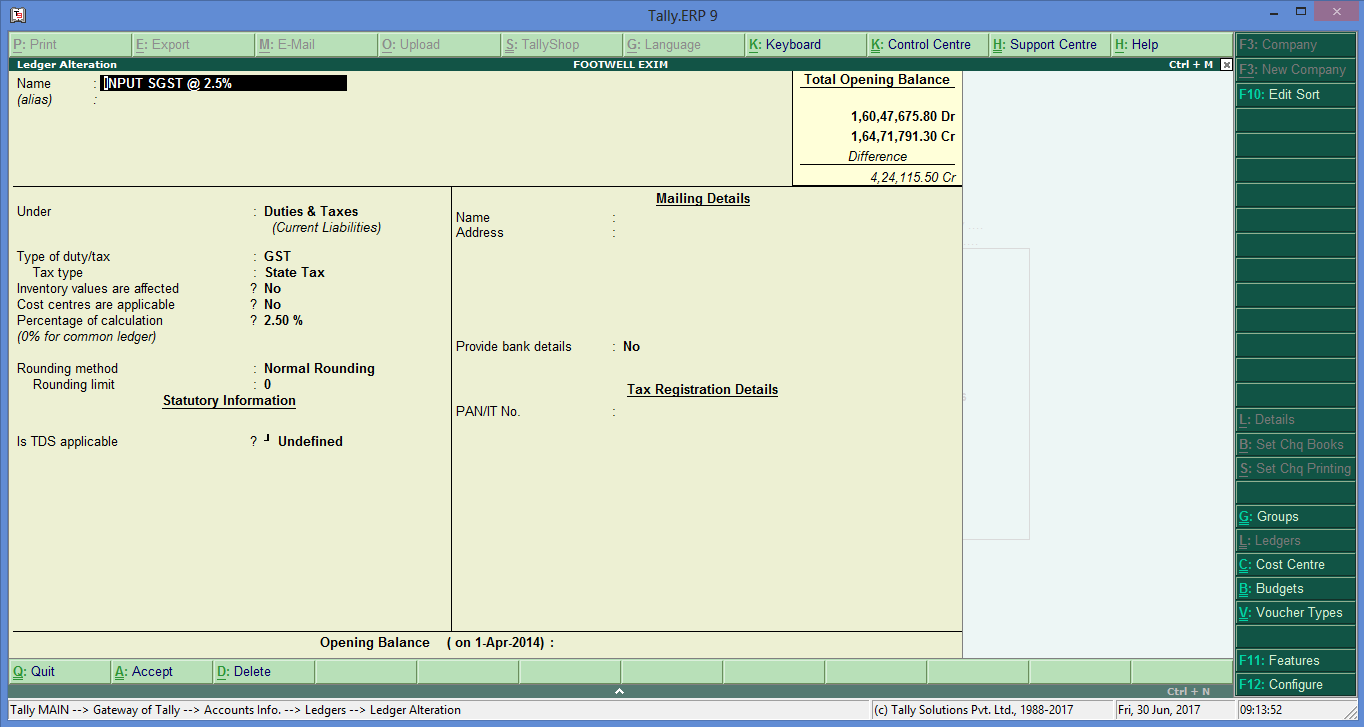 Tally.ERP 9
P: Print E: Export M: E-Mail O: Upload S: TallyShop G: Language K: Keyboard K: Control Centre H: Support Centre H: Help
Ledger Alteration FOOTWELL EXIM Ctrl + M
Name : INPUT SGST @ 2.5%
(alias) :
Total Opening Balance
1,60,47,675.80 Dr
1,64,71,791.30 Cr
Difference
4,24,115.50 Cr
Under : Duties & Taxes
(Current Liabilities)
Type of duty/tax : GST
Tax type : State Tax
Inventory values are affected ? No
Cost centres are applicable ? No
Percentage of calculation ? 2.50 %
(0% for common ledger)
Rounding method : Normal Rounding
Rounding limit : 0
Statutory Information
Is TDS applicable ? ┘ Undefined
Mailing Details
Name :
Address :
Provide bank details : No
Tax Registration Details
PAN/IT No. :
Opening Balance ( on 1-Apr-2014) :
F3: Company
F3: New Company
F10: Edit Sort
L: Details
B: Set Chq Books
S: Set Chq Printing
G: Groups
L: Ledgers
C: Cost Centre
B: Budgets
V: Voucher Types
F11: Features
F12: Configure
Q: Quit A: Accept D: Delete
Ctrl + N
Tally MAIN --> Gateway of Tally --> Accounts Info. --> Ledgers --> Ledger Alteration (c) Tally Solutions Pvt. Ltd., 1988-2017 Fri, 30 Jun, 2017 09:13:52